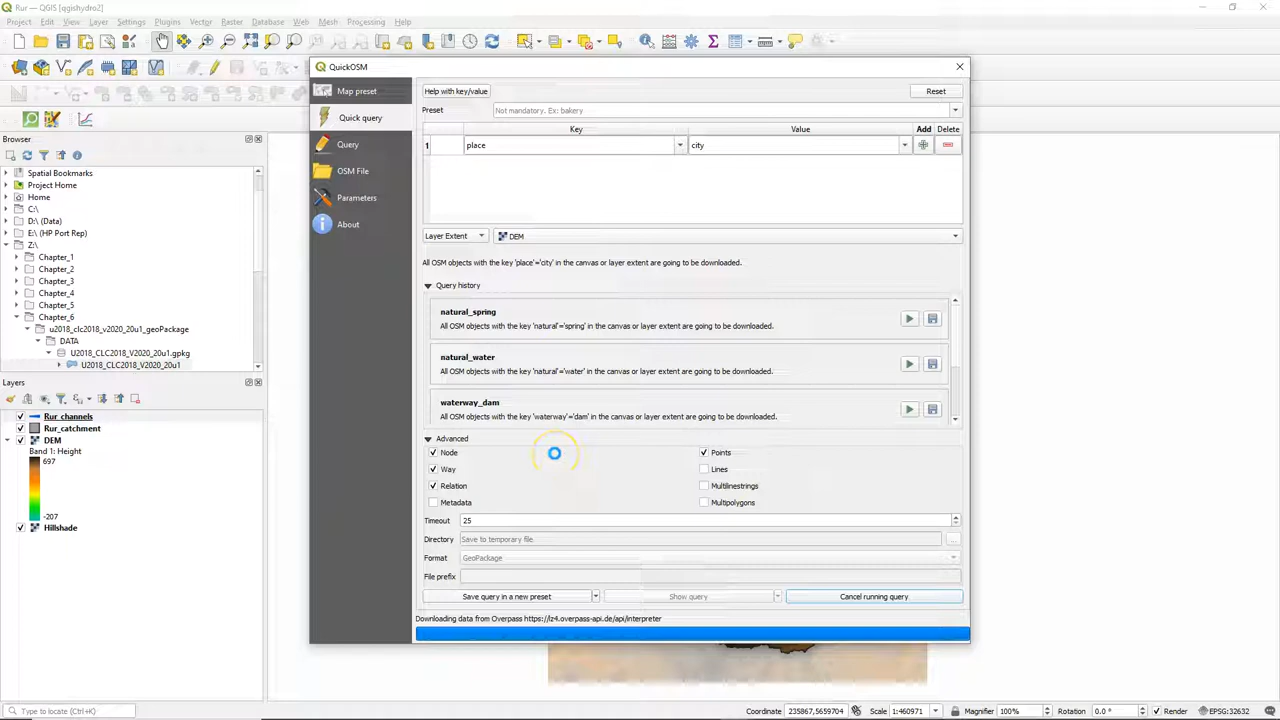 Rur — QGIS [qgishydro2]
Project Edit View Layer Settings Plugins Vector Raster Database Web Mesh Processing Help
QuickOSM
Map preset
Quick query
Query
OSM File
Parameters
About
Help with key/value
Reset
Preset
Not mandatory. Ex: bakery
Key Value Add Delete
1 place city
Layer Extent DEM
All OSM objects with the key 'place'='city' in the canvas or layer extent are going to be downloaded.
Query history
natural_spring
All OSM objects with the key 'natural'='spring' in the canvas or layer extent are going to be downloaded.
natural_water
All OSM objects with the key 'natural'='water' in the canvas or layer extent are going to be downloaded.
waterway_dam
All OSM objects with the key 'waterway'='dam' in the canvas or layer extent are going to be downloaded.
Advanced
Node Points
Way Lines
Relation Multilinestrings
Metadata Multipolygons
Timeout 25
Directory Save to temporary file ...
Format GeoPackage
File prefix
Save query in a new preset Show query Cancel running query
Downloading data from Overpass https://lz4.overpass-api.de/api/interpreter
Browser
Spatial Bookmarks
Project Home
Home
C:\
D:\ (Data)
E:\ (HP Port Rep)
Z:\
Chapter_1
Chapter_2
Chapter_3
Chapter_4
Chapter_5
Chapter_6
u2018_clc2018_v2020_20u1_geoPackage
DATA
U2018_CLC2018_V2020_20u1.gpkg
U2018_CLC2018_V2020_20u1
Layers
Rur_channels
Rur_catchment
DEM
Band 1: Height
697
-207
Hillshade
Type to locate (Ctrl+K)
Coordinate 235867,5659704 Scale 1:460971 Magnifier 100% Rotation 0.0 ° Render EPSG:32632